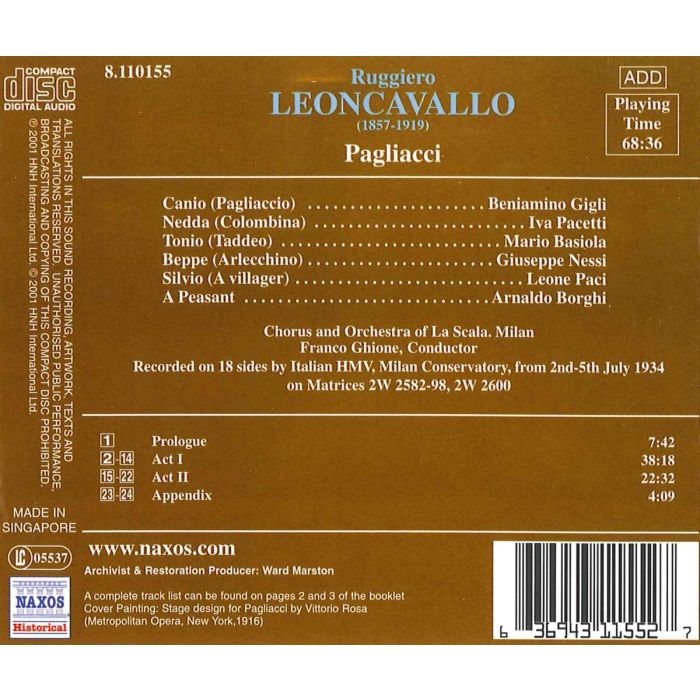 COMPACT
disc
DIGITAL AUDIO
8.110155
Ruggiero
LEONCAVALLO
(1857-1919)
Pagliacci
ADD
Playing
Time
68:36
Canio (Pagliaccio) ........................ Beniamino Gigli
Nedda (Colombina) ........................ Iva Pacetti
Tonio (Taddeo) ........................ Mario Basiola
Beppe (Arlecchino) ........................ Giuseppe Nessi
Silvio (A villager) ........................ Leone Paci
A Peasant ........................ Arnaldo Borghi
Chorus and Orchestra of La Scala. Milan
Franco Ghione, Conductor
Recorded on 18 sides by Italian HMV, Milan Conservatory, from 2nd-5th July 1934
on Matrices 2W 2582-98, 2W 2600
1 Prologue 7:42
2-14 Act I 38:18
15-22 Act II 22:32
23-24 Appendix 4:09
ALL RIGHTS IN THIS SOUND RECORDING, ARTWORK, TEXTS AND
TRANSLATIONS RESERVED. UNAUTHORISED PUBLIC PERFORMANCE,
BROADCASTING AND COPYING OF THIS COMPACT DISC PROHIBITED.
℗ 2001 HNH International Ltd. © 2001 HNH International Ltd.
MADE IN
SINGAPORE
LC 05537
NAXOS
Historical
www.naxos.com
Archivist & Restoration Producer: Ward Marston
A complete track list can be found on pages 2 and 3 of the booklet
Cover Painting: Stage design for Pagliacci by Vittorio Rosa
(Metropolitan Opera, New York,1916)
6 36943 11552 7